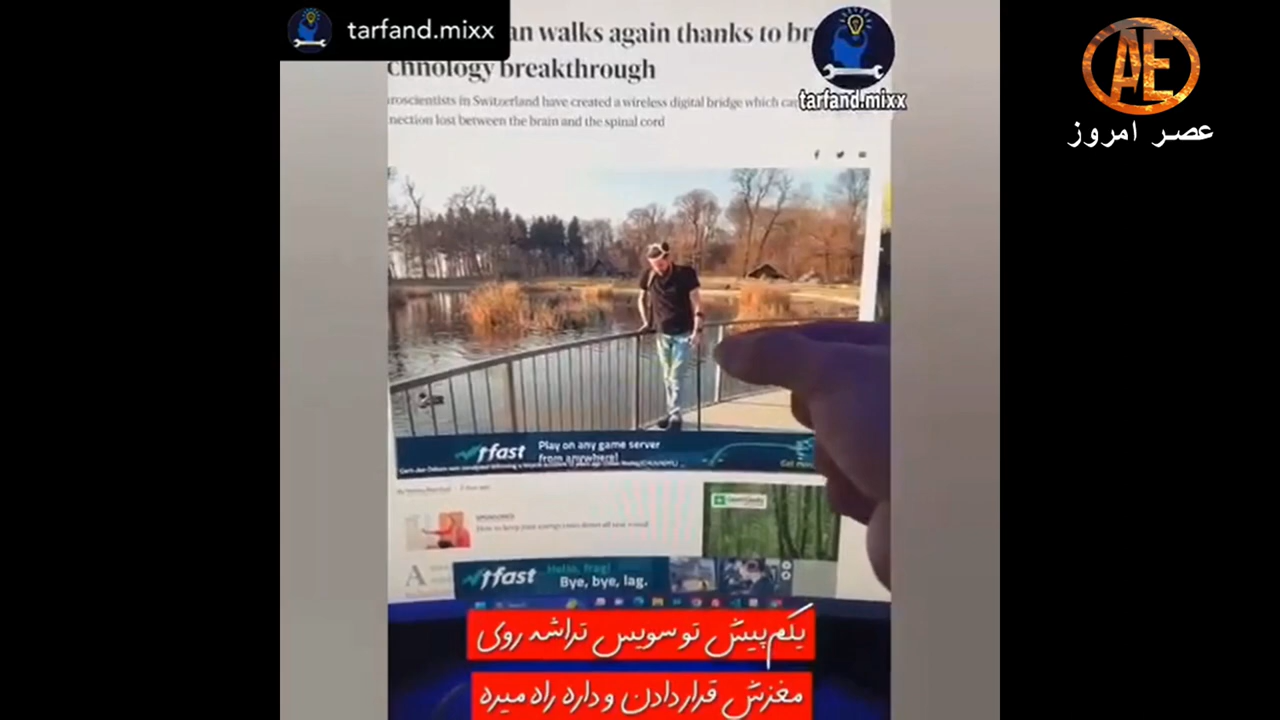 tarfand.mixx
an walks again thanks to br
chnology breakthrough
roscientists in Switzerland have created a wireless digital bridge which ca
nection lost between the brain and the spinal cord
tarfand.mixx
AE
عصر امروز
fast
Play on any game server
from anywhere!
Get
SPONSORED
A
fast
Hello, frag!
Bye, bye, lag.
یکم پیش تو سویس تراشه روی
مغزش قرار دادن و داره راه میره